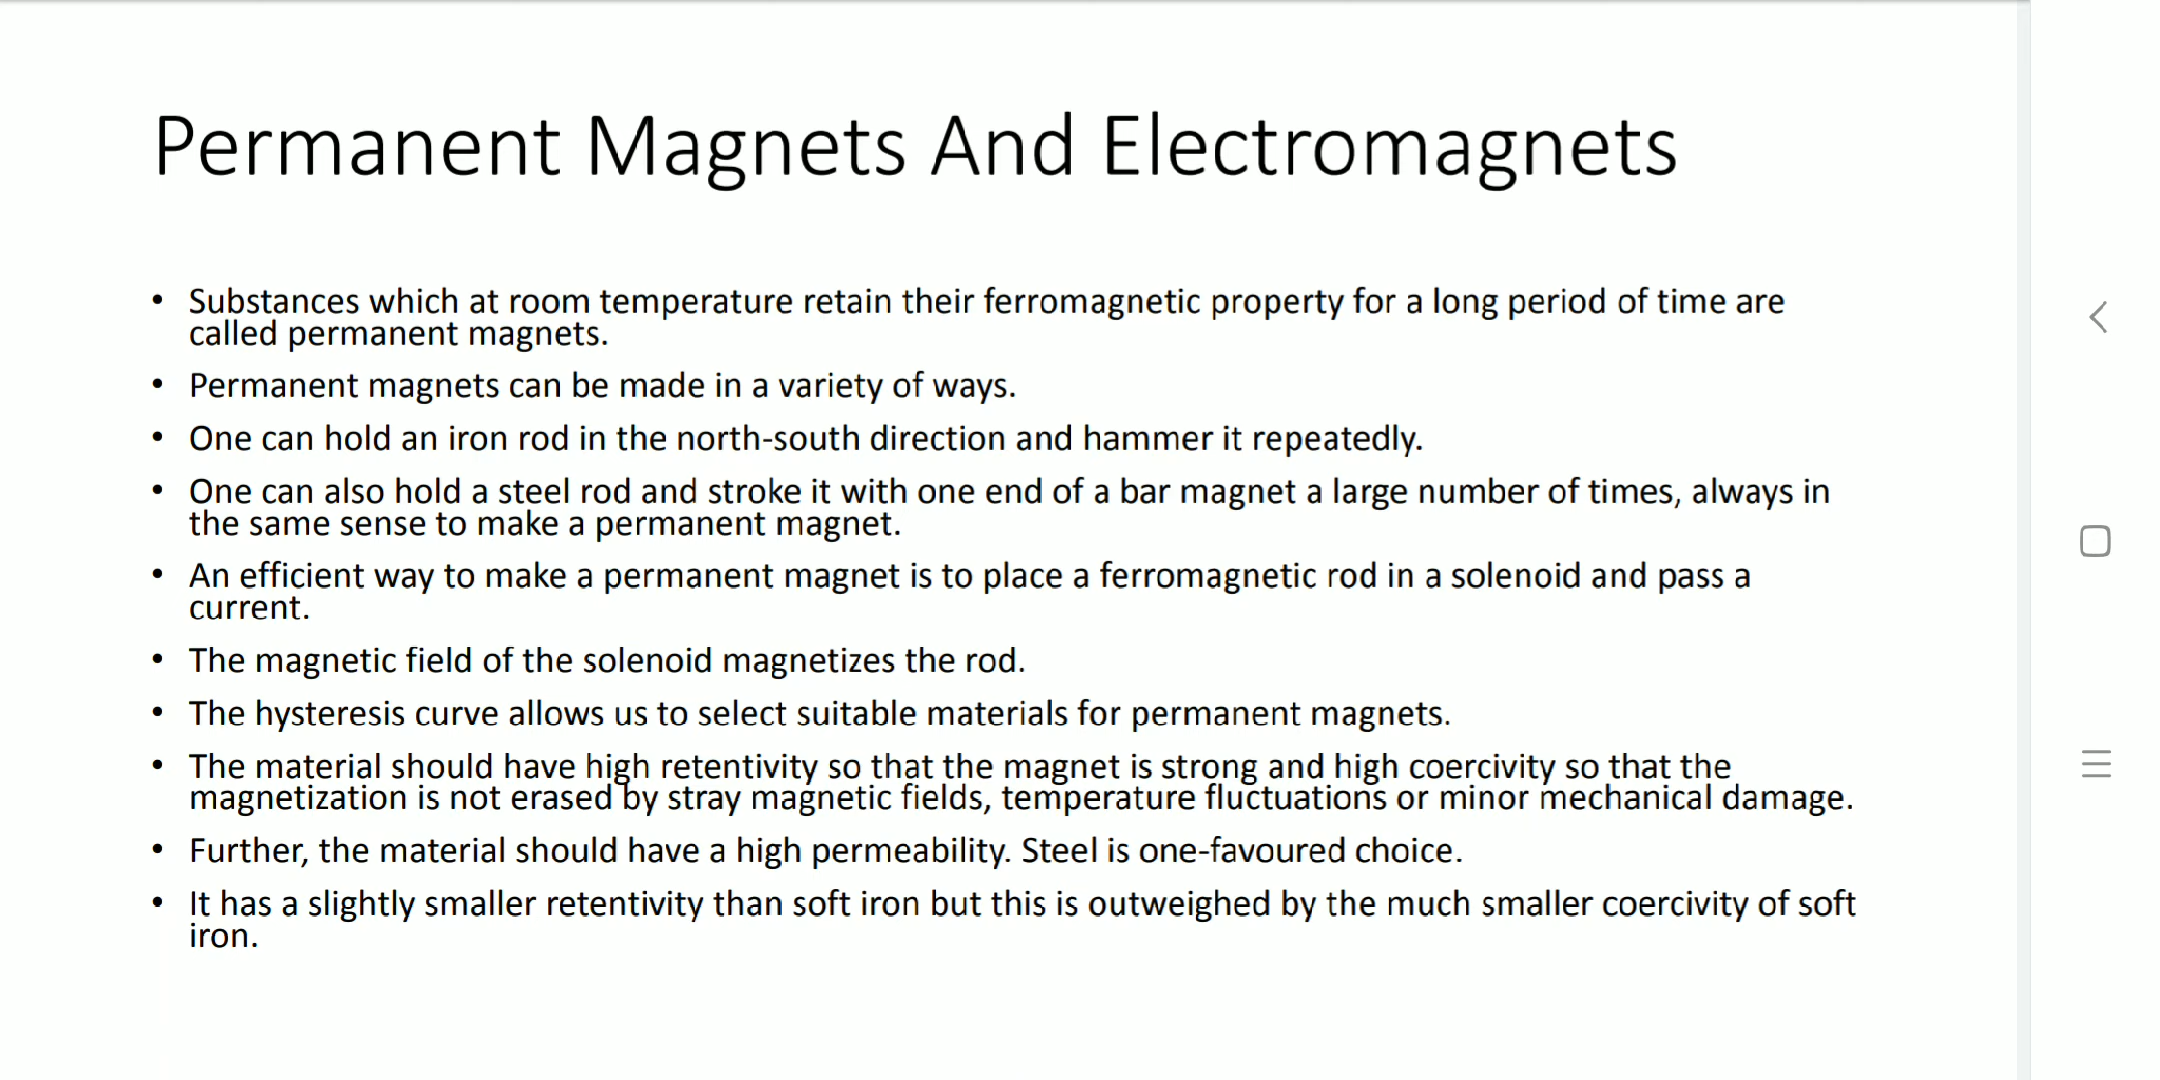 Permanent Magnets And Electromagnets
• Substances which at room temperature retain their ferromagnetic property for a long period of time are
called permanent magnets.
• Permanent magnets can be made in a variety of ways.
• One can hold an iron rod in the north-south direction and hammer it repeatedly.
• One can also hold a steel rod and stroke it with one end of a bar magnet a large number of times, always in
the same sense to make a permanent magnet.
• An efficient way to make a permanent magnet is to place a ferromagnetic rod in a solenoid and pass a
current.
• The magnetic field of the solenoid magnetizes the rod.
• The hysteresis curve allows us to select suitable materials for permanent magnets.
• The material should have high retentivity so that the magnet is strong and high coercivity so that the
magnetization is not erased by stray magnetic fields, temperature fluctuations or minor mechanical damage.
• Further, the material should have a high permeability. Steel is one-favoured choice.
• It has a slightly smaller retentivity than soft iron but this is outweighed by the much smaller coercivity of soft
iron.